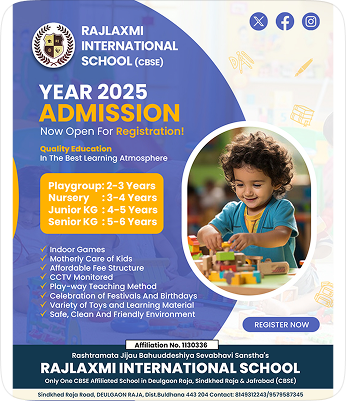 RAJLAXMI
INTERNATIONAL
SCHOOL (CBSE)
YEAR 2025
ADMISSION
Now Open For Registration!
Quality Education
In The Best Learning Atmosphere
Playgroup: 2-3 Years
Nursery : 3-4 Years
Junior KG : 4-5 Years
Senior KG : 5-6 Years
Indoor Games
Motherly Care of Kids
Affordable Fee Structure
CCTV Monitored
Play-way Teaching Method
Celebration of Festivals And Birthdays
Variety of Toys and Learning Material
Safe, Clean And Friendly Environment
REGISTER NOW
Affiliation No. 1130336
Rashtramata Jijau Bahuuddeshiya Sevabhavi Sanstha's
RAJLAXMI INTERNATIONAL SCHOOL
Only One CBSE Affiliated School in Deulgaon Raja, Sindkhed Raja & Jafrabad (CBSE)
Sindkhed Raja Road, DEULGAON RAJA, Dist.Buldhana 443 204 Contact: 8149312243/9579587345